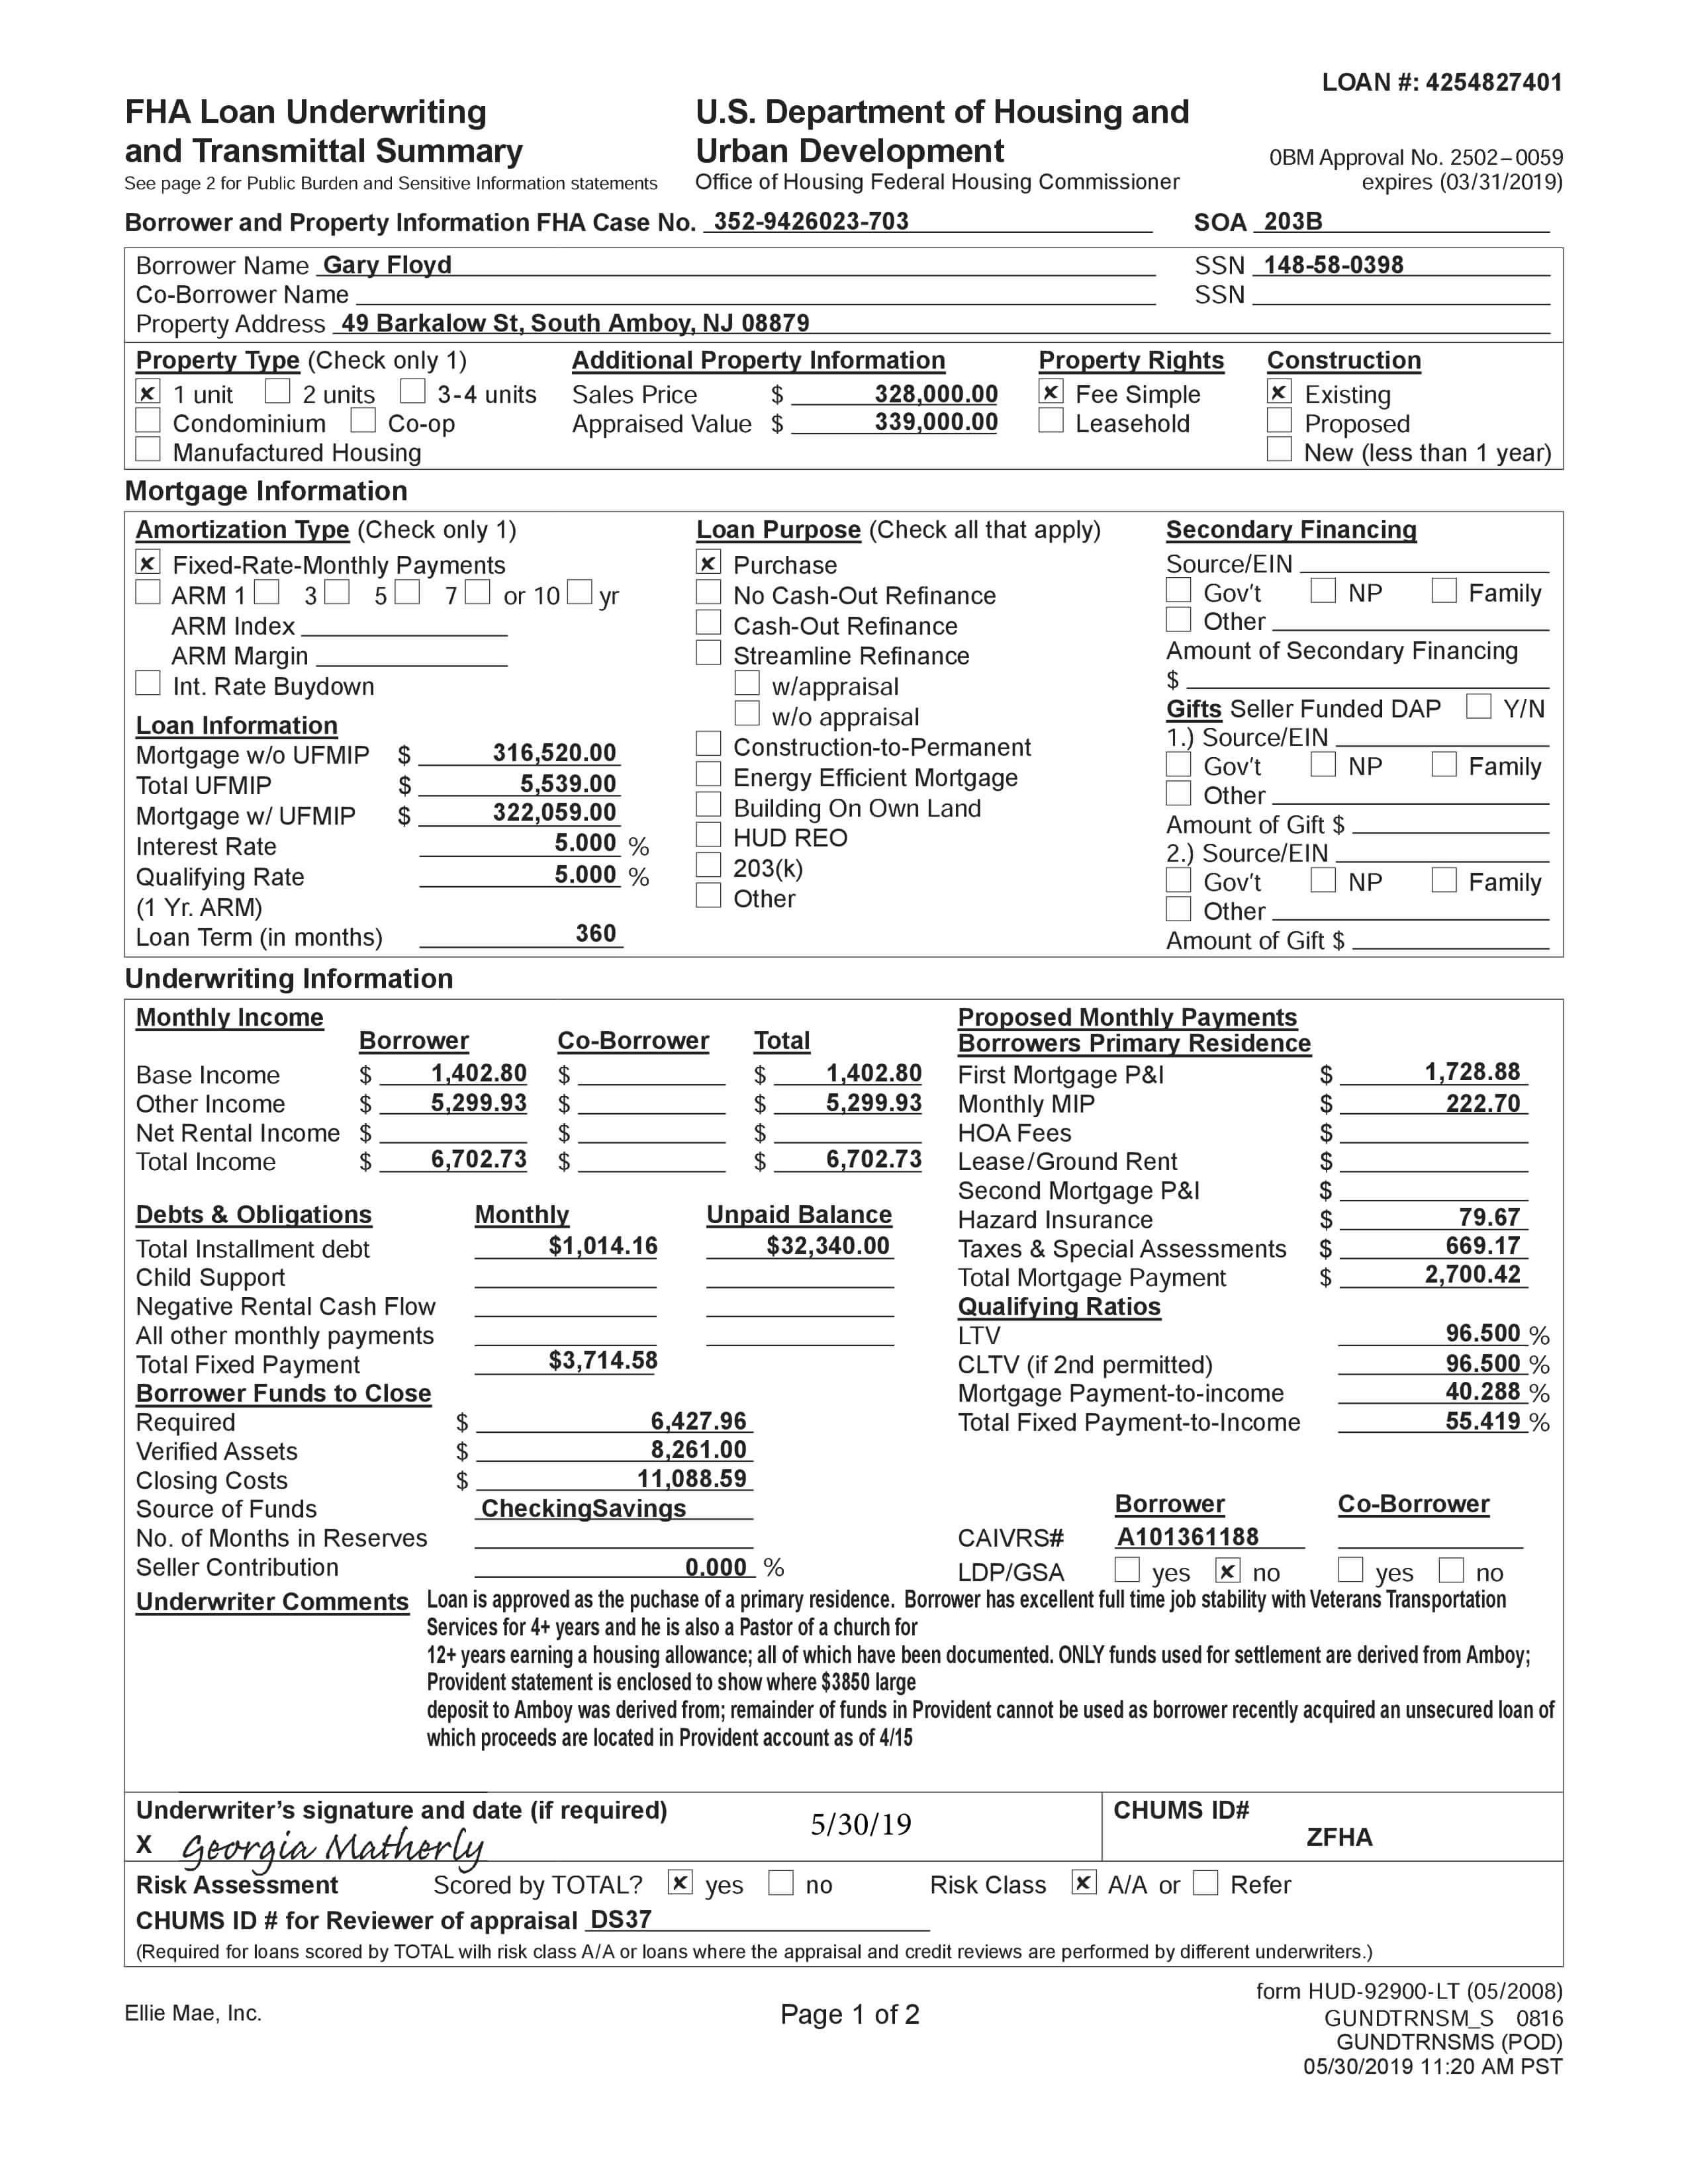 LOAN #: 4254827401
FHA Loan Underwriting
and Transmittal Summary
See page 2 for Public Burden and Sensitive Information statements
U.S. Department of Housing and
Urban Development
Office of Housing Federal Housing Commissioner
0BM Approval No. 2502–0059
expires (03/31/2019)
Borrower and Property Information FHA Case No. 352-9426023-703 SOA 203B
Borrower Name Gary Floyd SSN 148-58-0398
Co-Borrower Name SSN
Property Address 49 Barkalow St, South Amboy, NJ 08879
Property Type (Check only 1)
x 1 unit 2 units 3-4 units
Condominium Co-op
Manufactured Housing
Additional Property Information
Sales Price $ 328,000.00
Appraised Value $ 339,000.00
Property Rights
x Fee Simple
Leasehold
Construction
x Existing
Proposed
New (less than 1 year)
Mortgage Information
Amortization Type (Check only 1)
x Fixed-Rate-Monthly Payments
ARM 1 3 5 7 or 10 yr
ARM Index
ARM Margin
Int. Rate Buydown
Loan Information
Mortgage w/o UFMIP $ 316,520.00
Total UFMIP $ 5,539.00
Mortgage w/ UFMIP $ 322,059.00
Interest Rate 5.000 %
Qualifying Rate 5.000 %
(1 Yr. ARM)
Loan Term (in months) 360
Loan Purpose (Check all that apply)
x Purchase
No Cash-Out Refinance
Cash-Out Refinance
Streamline Refinance
w/appraisal
w/o appraisal
Construction-to-Permanent
Energy Efficient Mortgage
Building On Own Land
HUD REO
203(k)
Other
Secondary Financing
Source/EIN
Gov't NP Family
Other
Amount of Secondary Financing
$
Gifts Seller Funded DAP Y/N
1.) Source/EIN
Gov't NP Family
Other
Amount of Gift $
2.) Source/EIN
Gov't NP Family
Other
Amount of Gift $
Underwriting Information
Monthly Income
Borrower Co-Borrower Total
Base Income $ 1,402.80 $ $ 1,402.80
Other Income $ 5,299.93 $ $ 5,299.93
Net Rental Income $ $ $
Total Income $ 6,702.73 $ $ 6,702.73
Debts & Obligations Monthly Unpaid Balance
Total Installment debt $1,014.16 $32,340.00
Child Support
Negative Rental Cash Flow
All other monthly payments
Total Fixed Payment $3,714.58
Borrower Funds to Close
Required $ 6,427.96
Verified Assets $ 8,261.00
Closing Costs $ 11,088.59
Source of Funds CheckingSavings
No. of Months in Reserves
Seller Contribution 0.000 %
Proposed Monthly Payments
Borrowers Primary Residence
First Mortgage P&I $ 1,728.88
Monthly MIP $ 222.70
HOA Fees $
Lease/Ground Rent $
Second Mortgage P&I $
Hazard Insurance $ 79.67
Taxes & Special Assessments $ 669.17
Total Mortgage Payment $ 2,700.42
Qualifying Ratios
LTV 96.500 %
CLTV (if 2nd permitted) 96.500 %
Mortgage Payment-to-income 40.288 %
Total Fixed Payment-to-Income 55.419 %
Borrower Co-Borrower
CAIVRS# A101361188
LDP/GSA yes x no yes no
Underwriter Comments Loan is approved as the puchase of a primary residence. Borrower has excellent full time job stability with Veterans Transportation
Services for 4+ years and he is also a Pastor of a church for
12+ years earning a housing allowance; all of which have been documented. ONLY funds used for settlement are derived from Amboy;
Provident statement is enclosed to show where $3850 large
deposit to Amboy was derived from; remainder of funds in Provident cannot be used as borrower recently acquired an unsecured loan of
which proceeds are located in Provident account as of 4/15
Underwriter's signature and date (if required)
X Georgia Matherly 5/30/19
CHUMS ID#
ZFHA
Risk Assessment Scored by TOTAL? x yes no Risk Class x A/A or Refer
CHUMS ID # for Reviewer of appraisal DS37
(Required for loans scored by TOTAL wilh risk class A/A or loans where the appraisal and credit reviews are performed by different underwriters.)
Ellie Mae, Inc.
Page 1 of 2
form HUD-92900-LT (05/2008)
GUNDTRNSM_S 0816
GUNDTRNSMS (POD)
05/30/2019 11:20 AM PST